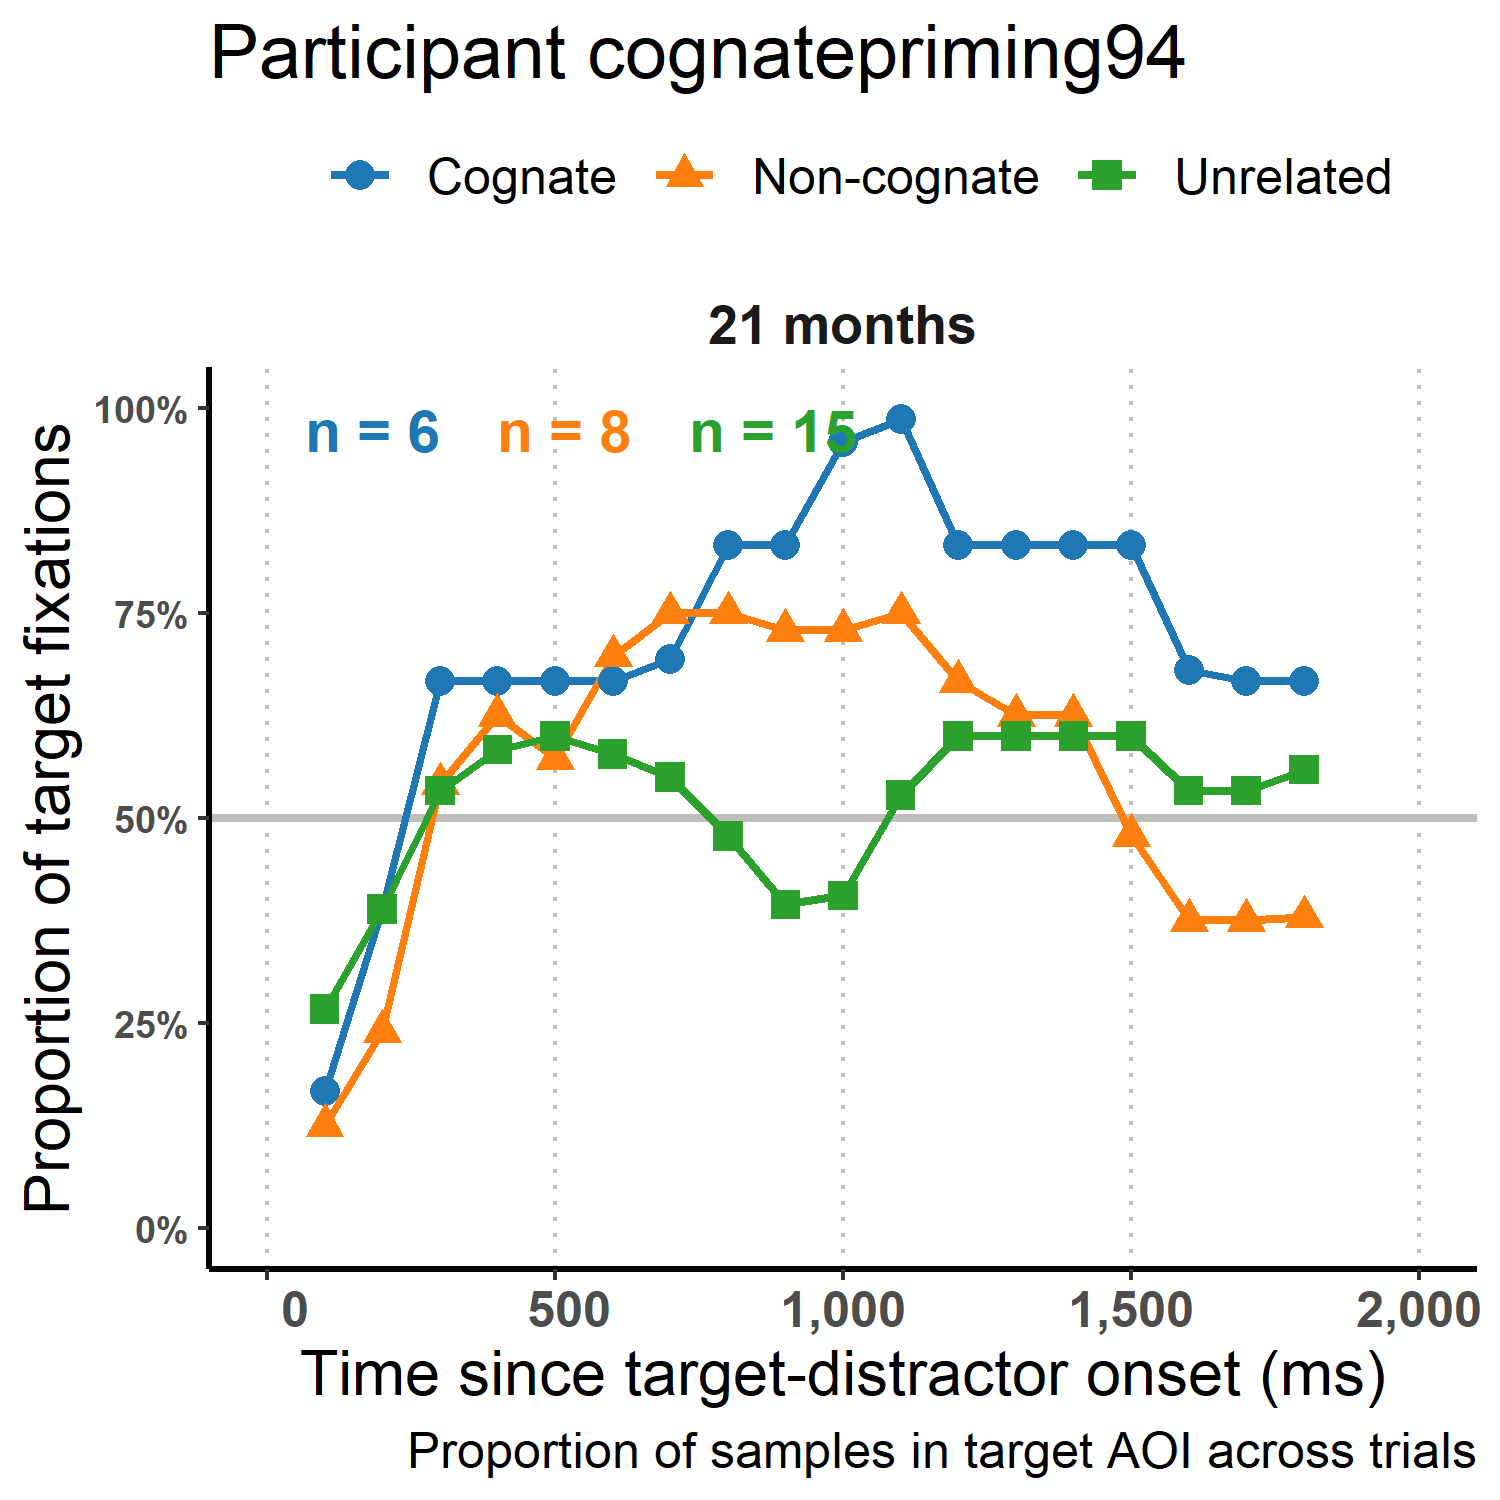 Participant cognatepriming94
Cognate Non-cognate Unrelated
21 months
n = 6 n = 8 n = 15
100%
75%
50%
25%
0%
Proportion of target fixations
0 500 1,000 1,500 2,000
Time since target-distractor onset (ms)
Proportion of samples in target AOI across trials